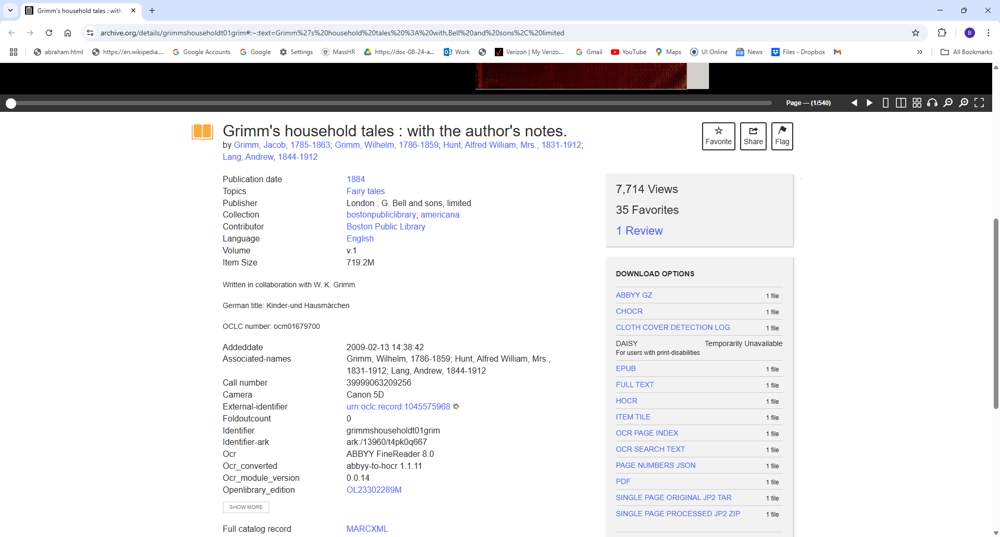 Grimm's household tales : with
archive.org/details/grimmshouseholdt01grim#:~:text=Grimm%27s%20household%20tales%20%3A%20with,Bell%20and%20sons%2C%20limited
B
abraham.html
https://en.wikipedia....
Google Accounts
Google
Settings
MassHR
https://doc-08-24-a...
Work
Verizon | My Verizo...
Gmail
YouTube
Maps
UI Online
News
Files - Dropbox
All Bookmarks
Page — (1/540)
Grimm's household tales : with the author's notes.
by Grimm, Jacob, 1785-1863; Grimm, Wilhelm, 1786-1859; Hunt, Alfred William, Mrs., 1831-1912;
Lang, Andrew, 1844-1912
Favorite
Share
Flag
Publication date 1884
Topics Fairy tales
Publisher London : G. Bell and sons, limited
Collection bostonpubliclibrary; americana
Contributor Boston Public Library
Language English
Volume v.1
Item Size 719.2M
Written in collaboration with W. K. Grimm
German title: Kinder-und Hausmärchen
OCLC number: ocm01679700
Addeddate 2009-02-13 14:38:42
Associated-names Grimm, Wilhelm, 1786-1859; Hunt, Alfred William, Mrs.,
1831-1912; Lang, Andrew, 1844-1912
Call number 39999063209256
Camera Canon 5D
External-identifier urn:oclc:record:1045575968
Foldoutcount 0
Identifier grimmshouseholdt01grim
Identifier-ark ark:/13960/t4pk0q667
Ocr ABBYY FineReader 8.0
Ocr_converted abbyy-to-hocr 1.1.11
Ocr_module_version 0.0.14
Openlibrary_edition OL23302289M
SHOW MORE
Full catalog record MARCXML
7,714 Views
35 Favorites
1 Review
DOWNLOAD OPTIONS
ABBYY GZ 1 file
CHOCR 1 file
CLOTH COVER DETECTION LOG 1 file
DAISY Temporarily Unavailable
For users with print-disabilities
EPUB 1 file
FULL TEXT 1 file
HOCR 1 file
ITEM TILE 1 file
OCR PAGE INDEX 1 file
OCR SEARCH TEXT 1 file
PAGE NUMBERS JSON 1 file
PDF 1 file
SINGLE PAGE ORIGINAL JP2 TAR 1 file
SINGLE PAGE PROCESSED JP2 ZIP 1 file